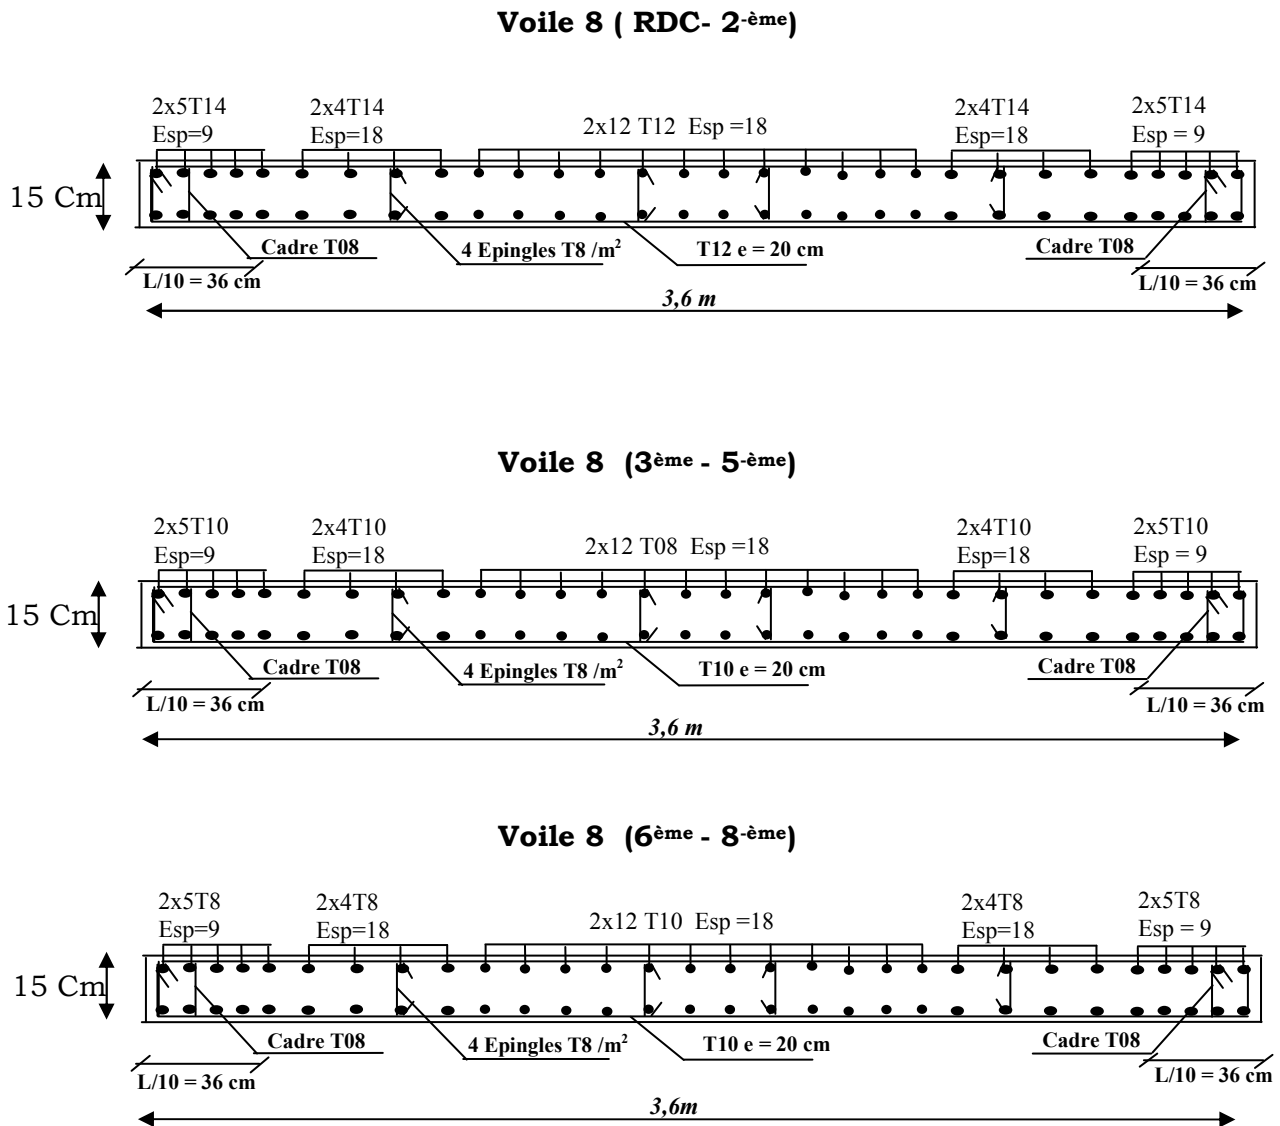 Voile 8 ( RDC- 2-ème)
2x5T14
Esp=9
2x4T14
Esp=18
2x12 T12 Esp =18
2x4T14
Esp=18
2x5T14
Esp = 9
15 Cm
Cadre T08
4 Epingles T8 /m²
T12 e = 20 cm
Cadre T08
L/10 = 36 cm
L/10 = 36 cm
3,6 m
Voile 8 (3ème - 5-ème)
2x5T10
Esp=9
2x4T10
Esp=18
2x12 T08 Esp =18
2x4T10
Esp=18
2x5T10
Esp = 9
15 Cm
Cadre T08
4 Epingles T8 /m²
T10 e = 20 cm
Cadre T08
L/10 = 36 cm
L/10 = 36 cm
3,6 m
Voile 8 (6ème - 8-ème)
2x5T8
Esp=9
2x4T8
Esp=18
2x12 T10 Esp =18
2x4T8
Esp=18
2x5T8
Esp = 9
15 Cm
Cadre T08
4 Epingles T8 /m²
T10 e = 20 cm
Cadre T08
L/10 = 36 cm
L/10 = 36 cm
3,6m